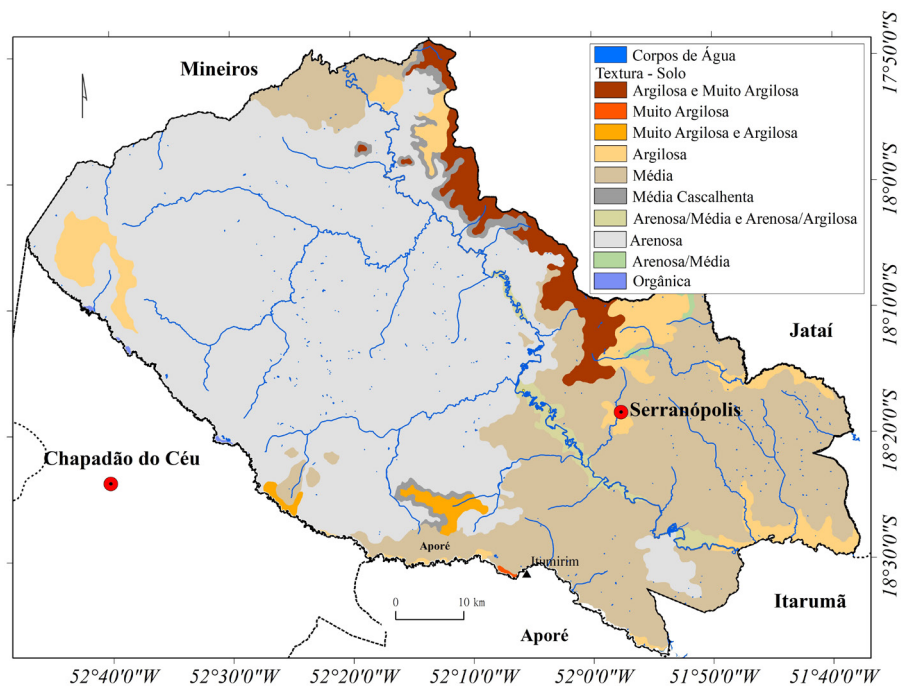 Mineiros
Corpos de Água
Textura - Solo
Argilosa e Muito Argilosa
Muito Argilosa
Muito Argilosa e Argilosa
Argilosa
Média
Média Cascalhenta
Arenosa/Média e Arenosa/Argilosa
Arenosa
Arenosa/Média
Orgânica
17°50'0"S
18°0'0"S
18°10'0"S
18°20'0"S
18°30'0"S
Jataí
Serranópolis
Chapadão do Céu
Aporé
Itumirim
0 10 km
Itarumã
Aporé
52°40'0"W 52°30'0"W 52°20'0"W 52°10'0"W 52°0'0"W 51°50'0"W 51°40'0"W